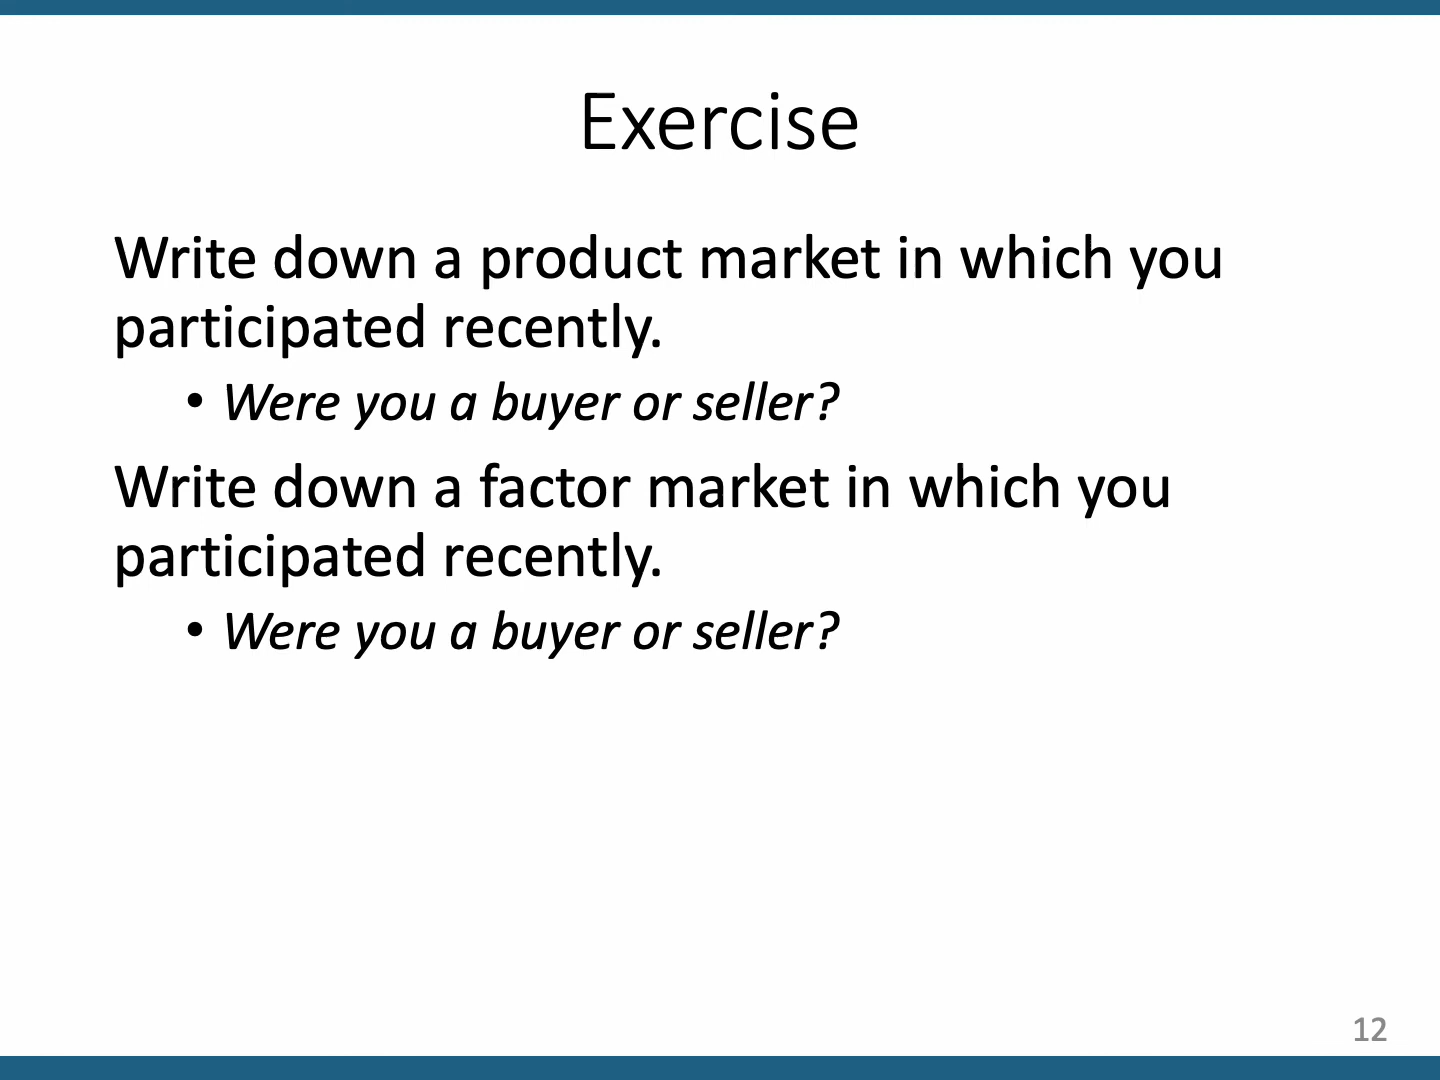 Exercise
Write down a product market in which you
participated recently.
• Were you a buyer or seller?
Write down a factor market in which you
participated recently.
• Were you a buyer or seller?
12